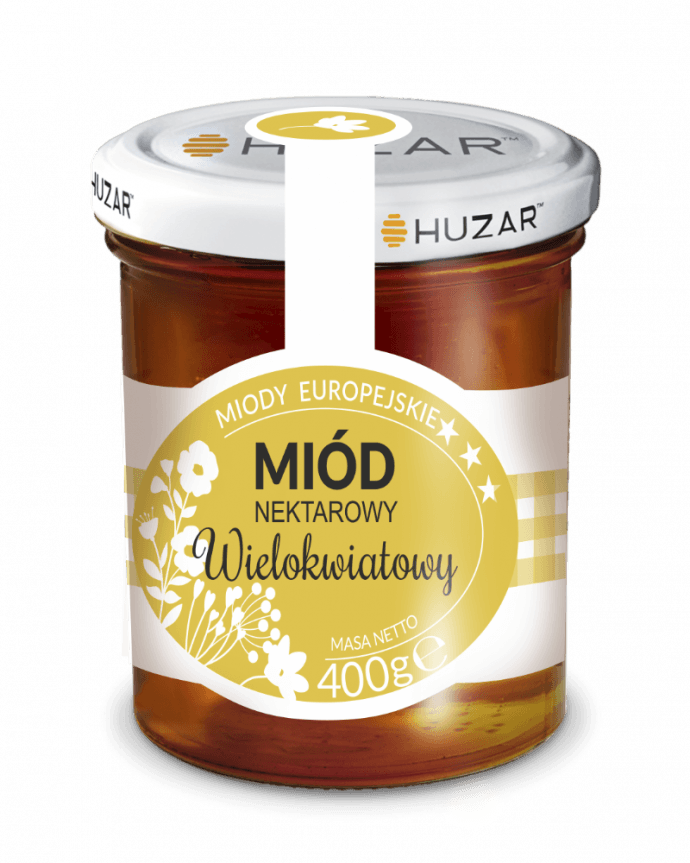 HUZAR™
HUZAR™
HUZAR™
MIODY EUROPEJSKIE
MIÓD
NEKTAROWY
Wielokwiatowy
MASA NETTO
400g e